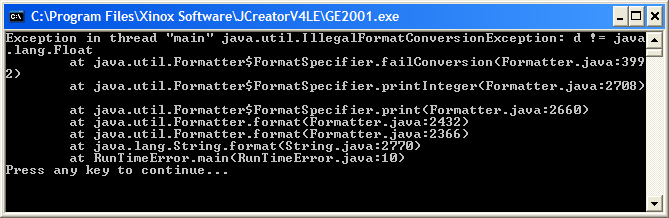 C:\Program Files\Xinox Software\JCreatorV4LE\GE2001.exe
Exception in thread "main" java.util.IllegalFormatConversionException: d != java
.lang.Float
at java.util.Formatter$FormatSpecifier.failConversion(Formatter.java:399
2)
at java.util.Formatter$FormatSpecifier.printInteger(Formatter.java:2708)
at java.util.Formatter$FormatSpecifier.print(Formatter.java:2660)
at java.util.Formatter.format(Formatter.java:2432)
at java.util.Formatter.format(Formatter.java:2366)
at java.lang.String.format(String.java:2770)
at RunTimeError.main(RunTimeError.java:10)
Press any key to continue...